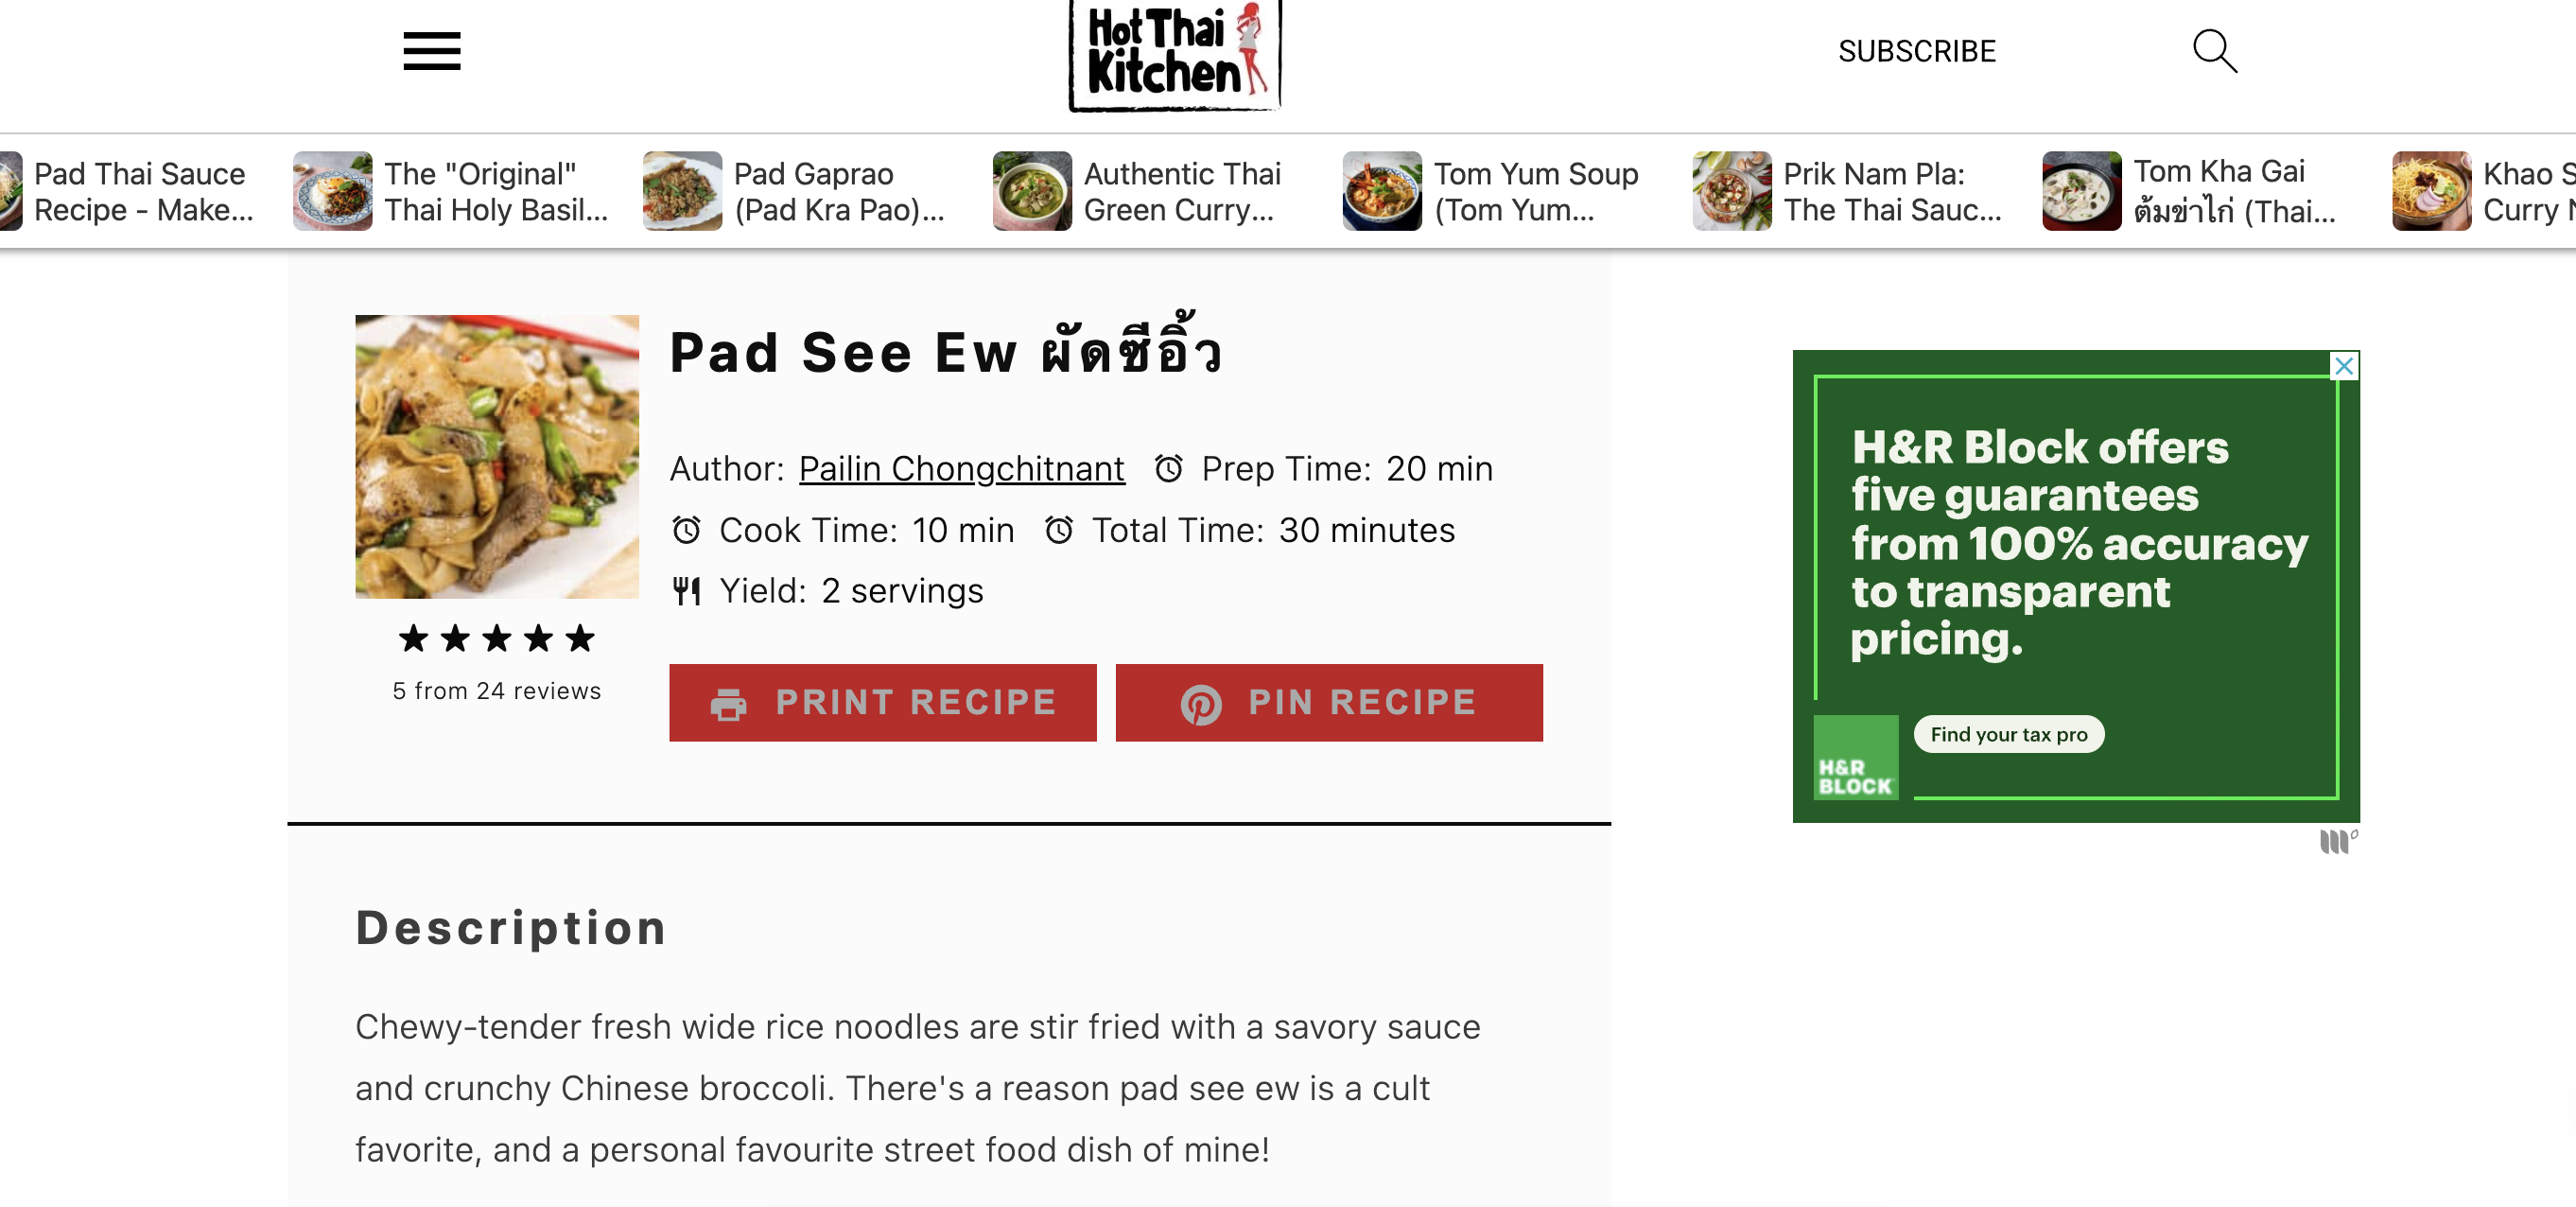 Hot Thai
Kitchen
SUBSCRIBE
Pad Thai Sauce
Recipe - Make...
The "Original"
Thai Holy Basil...
Pad Gaprao
(Pad Kra Pao)...
Authentic Thai
Green Curry...
Tom Yum Soup
(Tom Yum...
Prik Nam Pla:
The Thai Sauc...
Tom Kha Gai
ต้มข่าไก่ (Thai...
Khao S
Curry N
Pad See Ew ผัดซีอิ้ว
Author: Pailin Chongchitnant Prep Time: 20 min
Cook Time: 10 min Total Time: 30 minutes
Yield: 2 servings
5 from 24 reviews
PRINT RECIPE
PIN RECIPE
H&R Block offers
five guarantees
from 100% accuracy
to transparent
pricing.
Find your tax pro
H&R
BLOCK
Description
Chewy-tender fresh wide rice noodles are stir fried with a savory sauce
and crunchy Chinese broccoli. There's a reason pad see ew is a cult
favorite, and a personal favourite street food dish of mine!